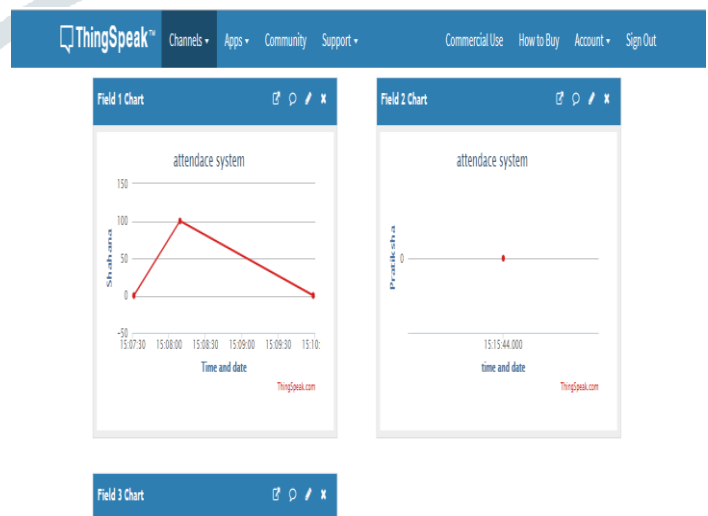 ThingSpeak™ Channels Apps Community Support Commercial Use How to Buy Account Sign Out
Field 1 Chart
attendace system
Shahana
150
100
50
0
-50
15:07:30 15:08:00 15:08:30 15:09:00 15:09:30 15:10:
Time and date
ThingSpeak.com
Field 2 Chart
attendace system
Pratiksha
0
15:15:44.000
time and date
ThingSpeak.com
Field 3 Chart